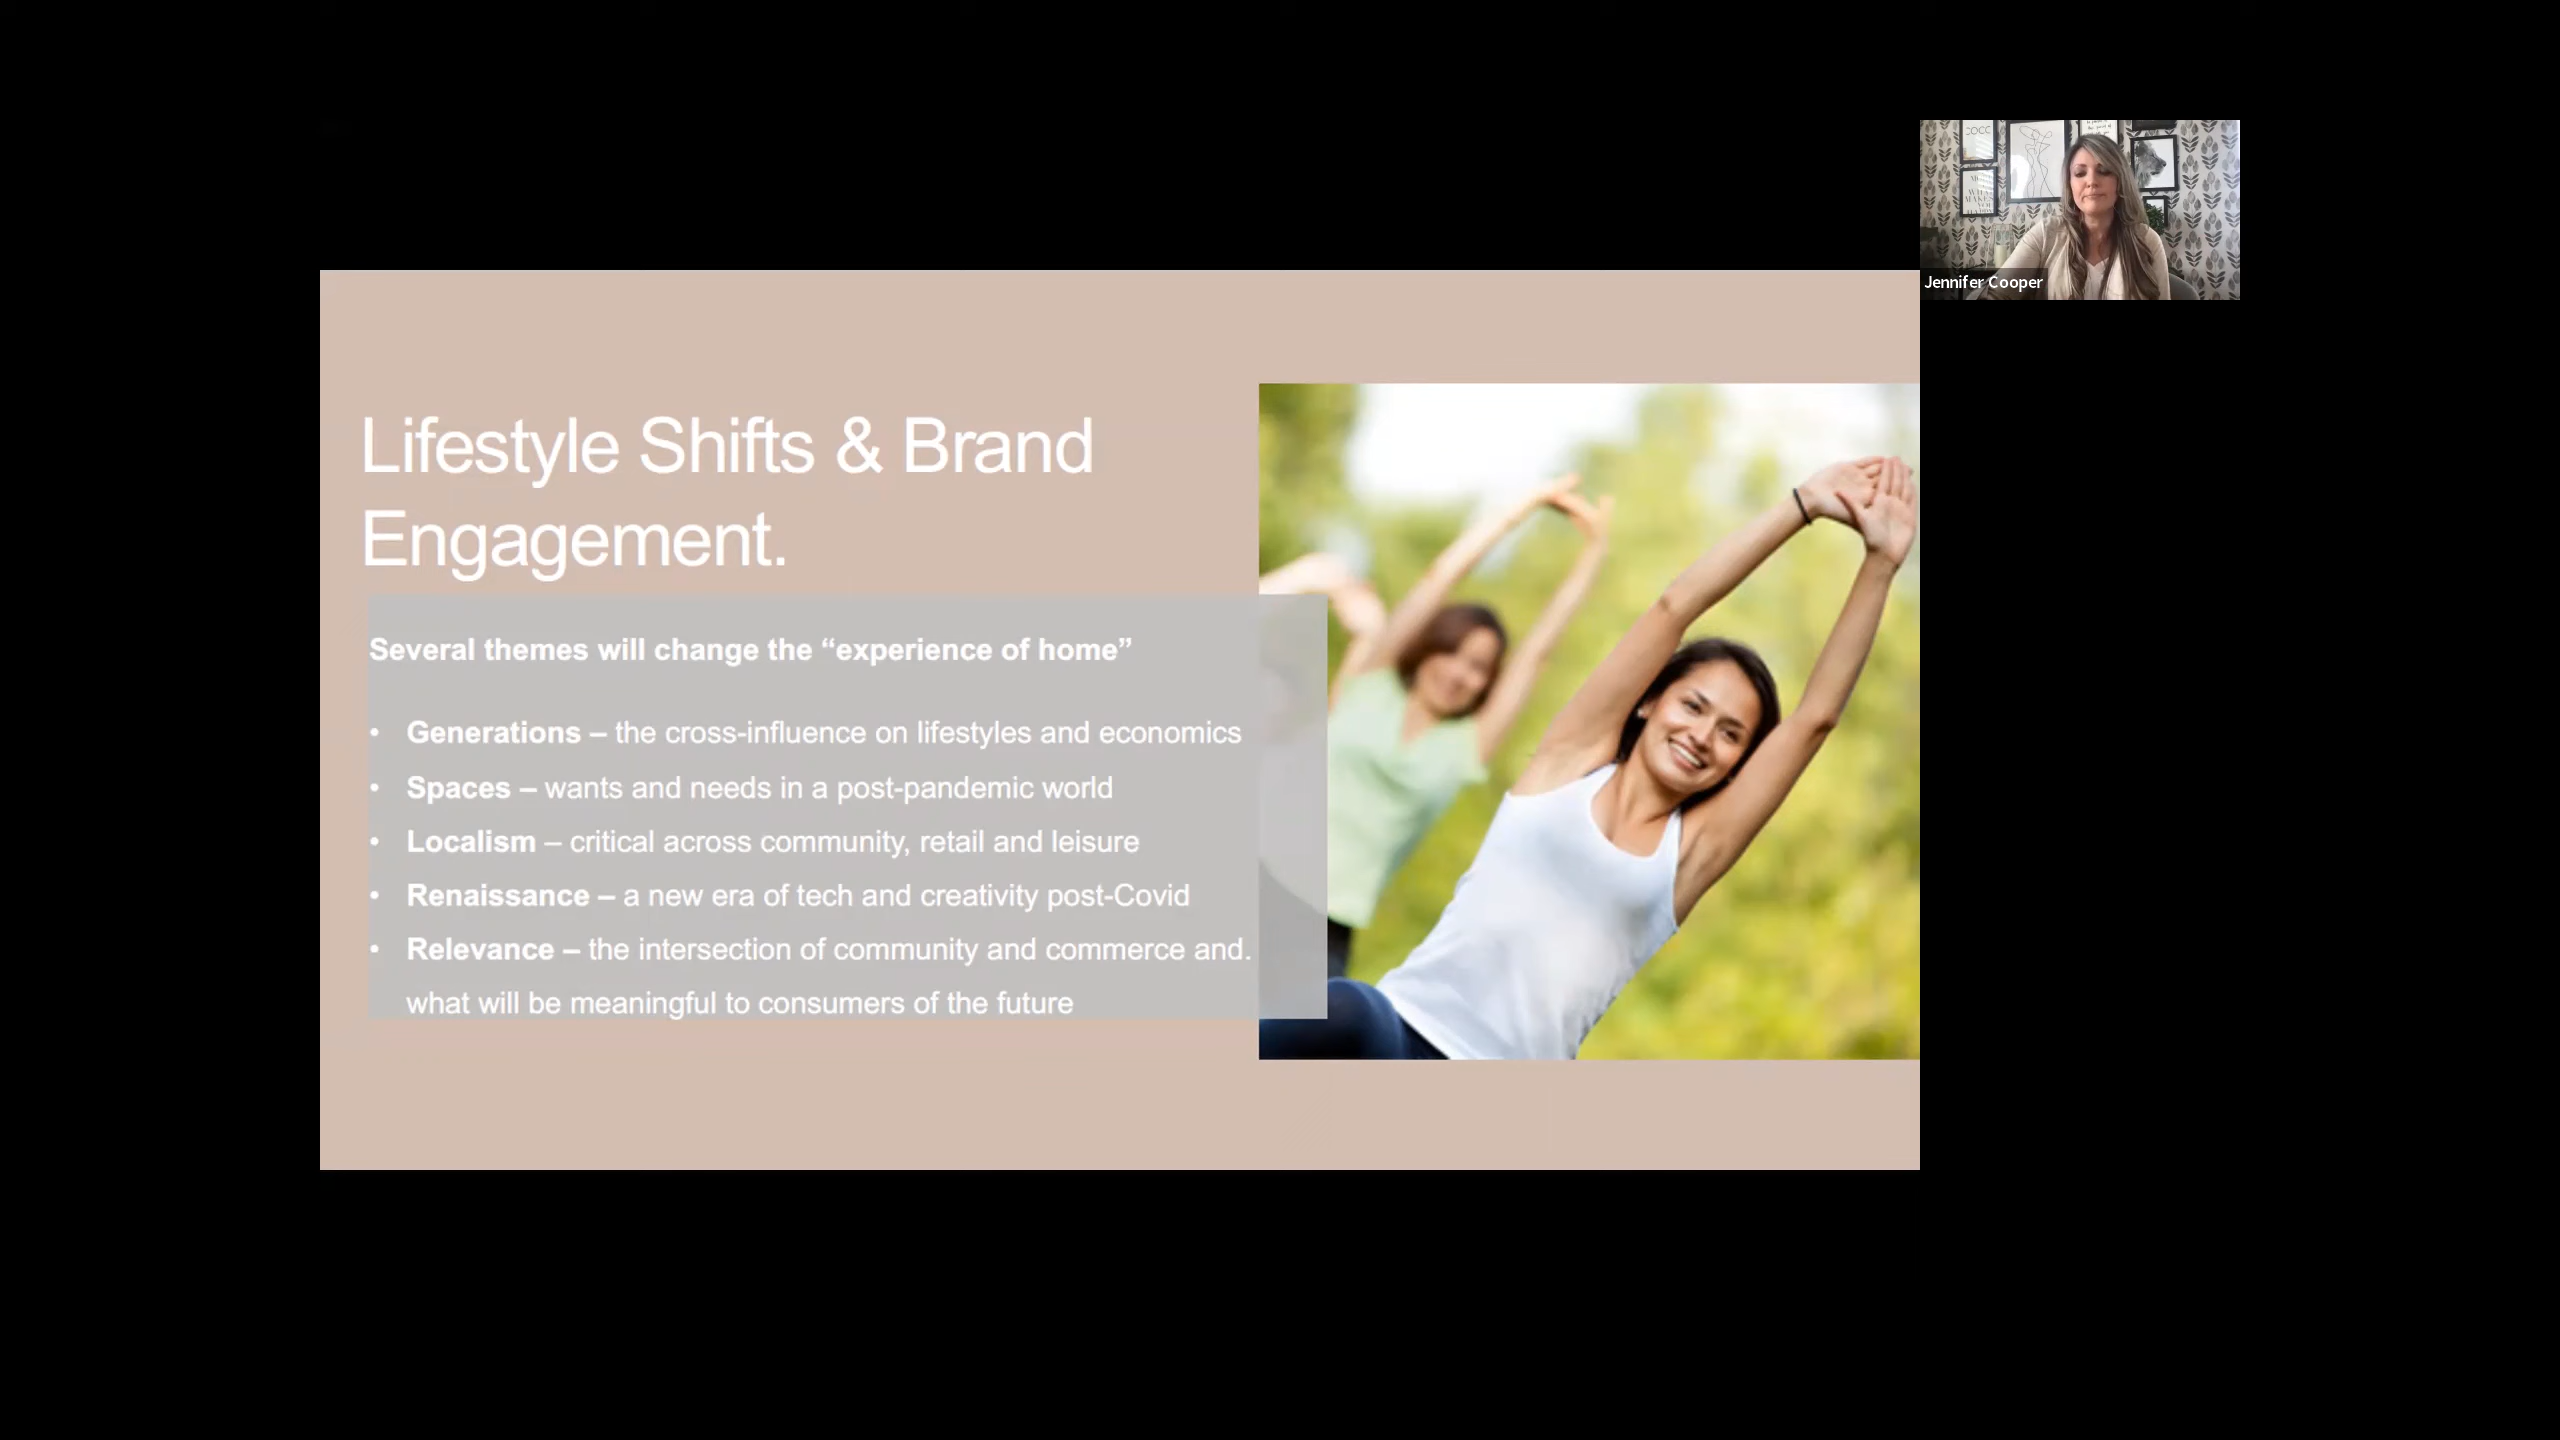 COCO
Jennifer Cooper
Lifestyle Shifts & Brand
Engagement.
Several themes will change the “experience of home”
• Generations – the cross-influence on lifestyles and economics
• Spaces – wants and needs in a post-pandemic world
• Localism – critical across community, retail and leisure
• Renaissance – a new era of tech and creativity post-Covid
• Relevance – the intersection of community and commerce and.
what will be meaningful to consumers of the future